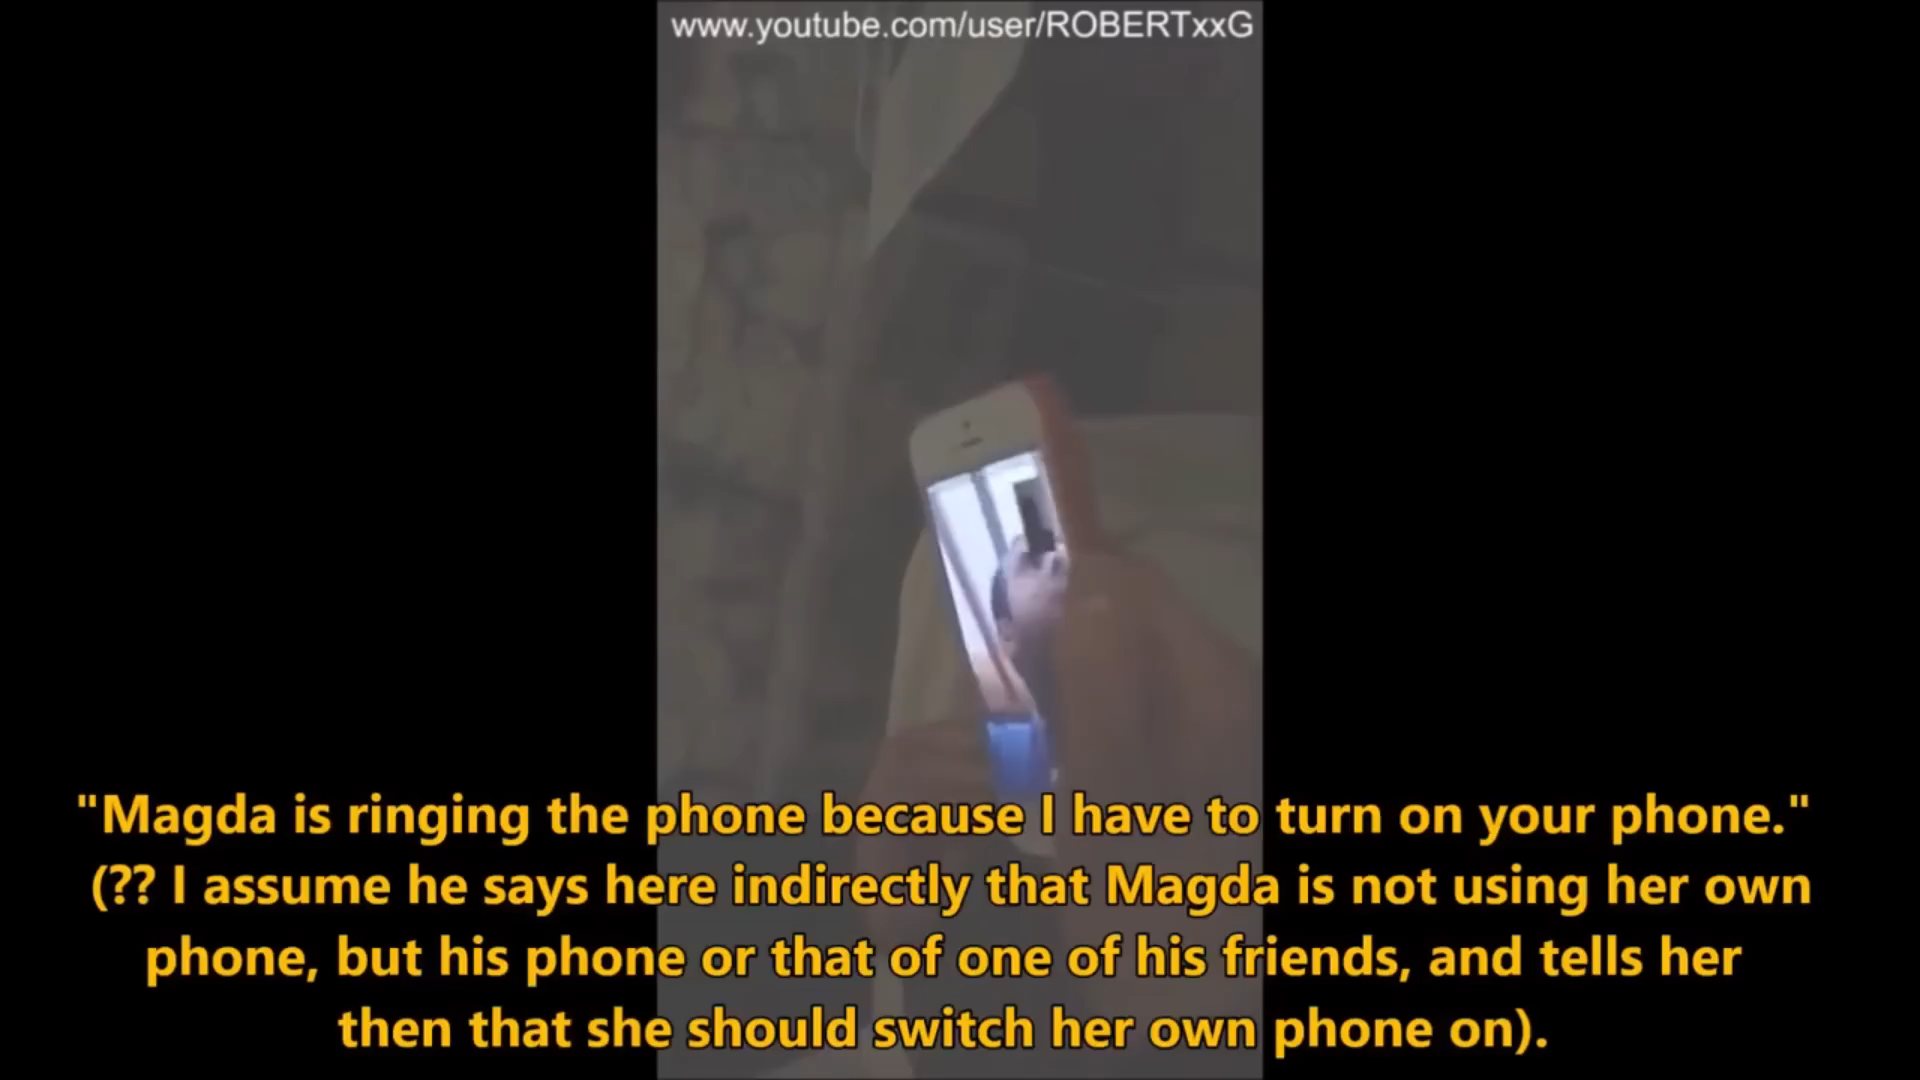 www.youtube.com/user/ROBERTxxG
"Magda is ringing the phone because I have to turn on your phone."
(?? I assume he says here indirectly that Magda is not using her own
phone, but his phone or that of one of his friends, and tells her
then that she should switch her own phone on).